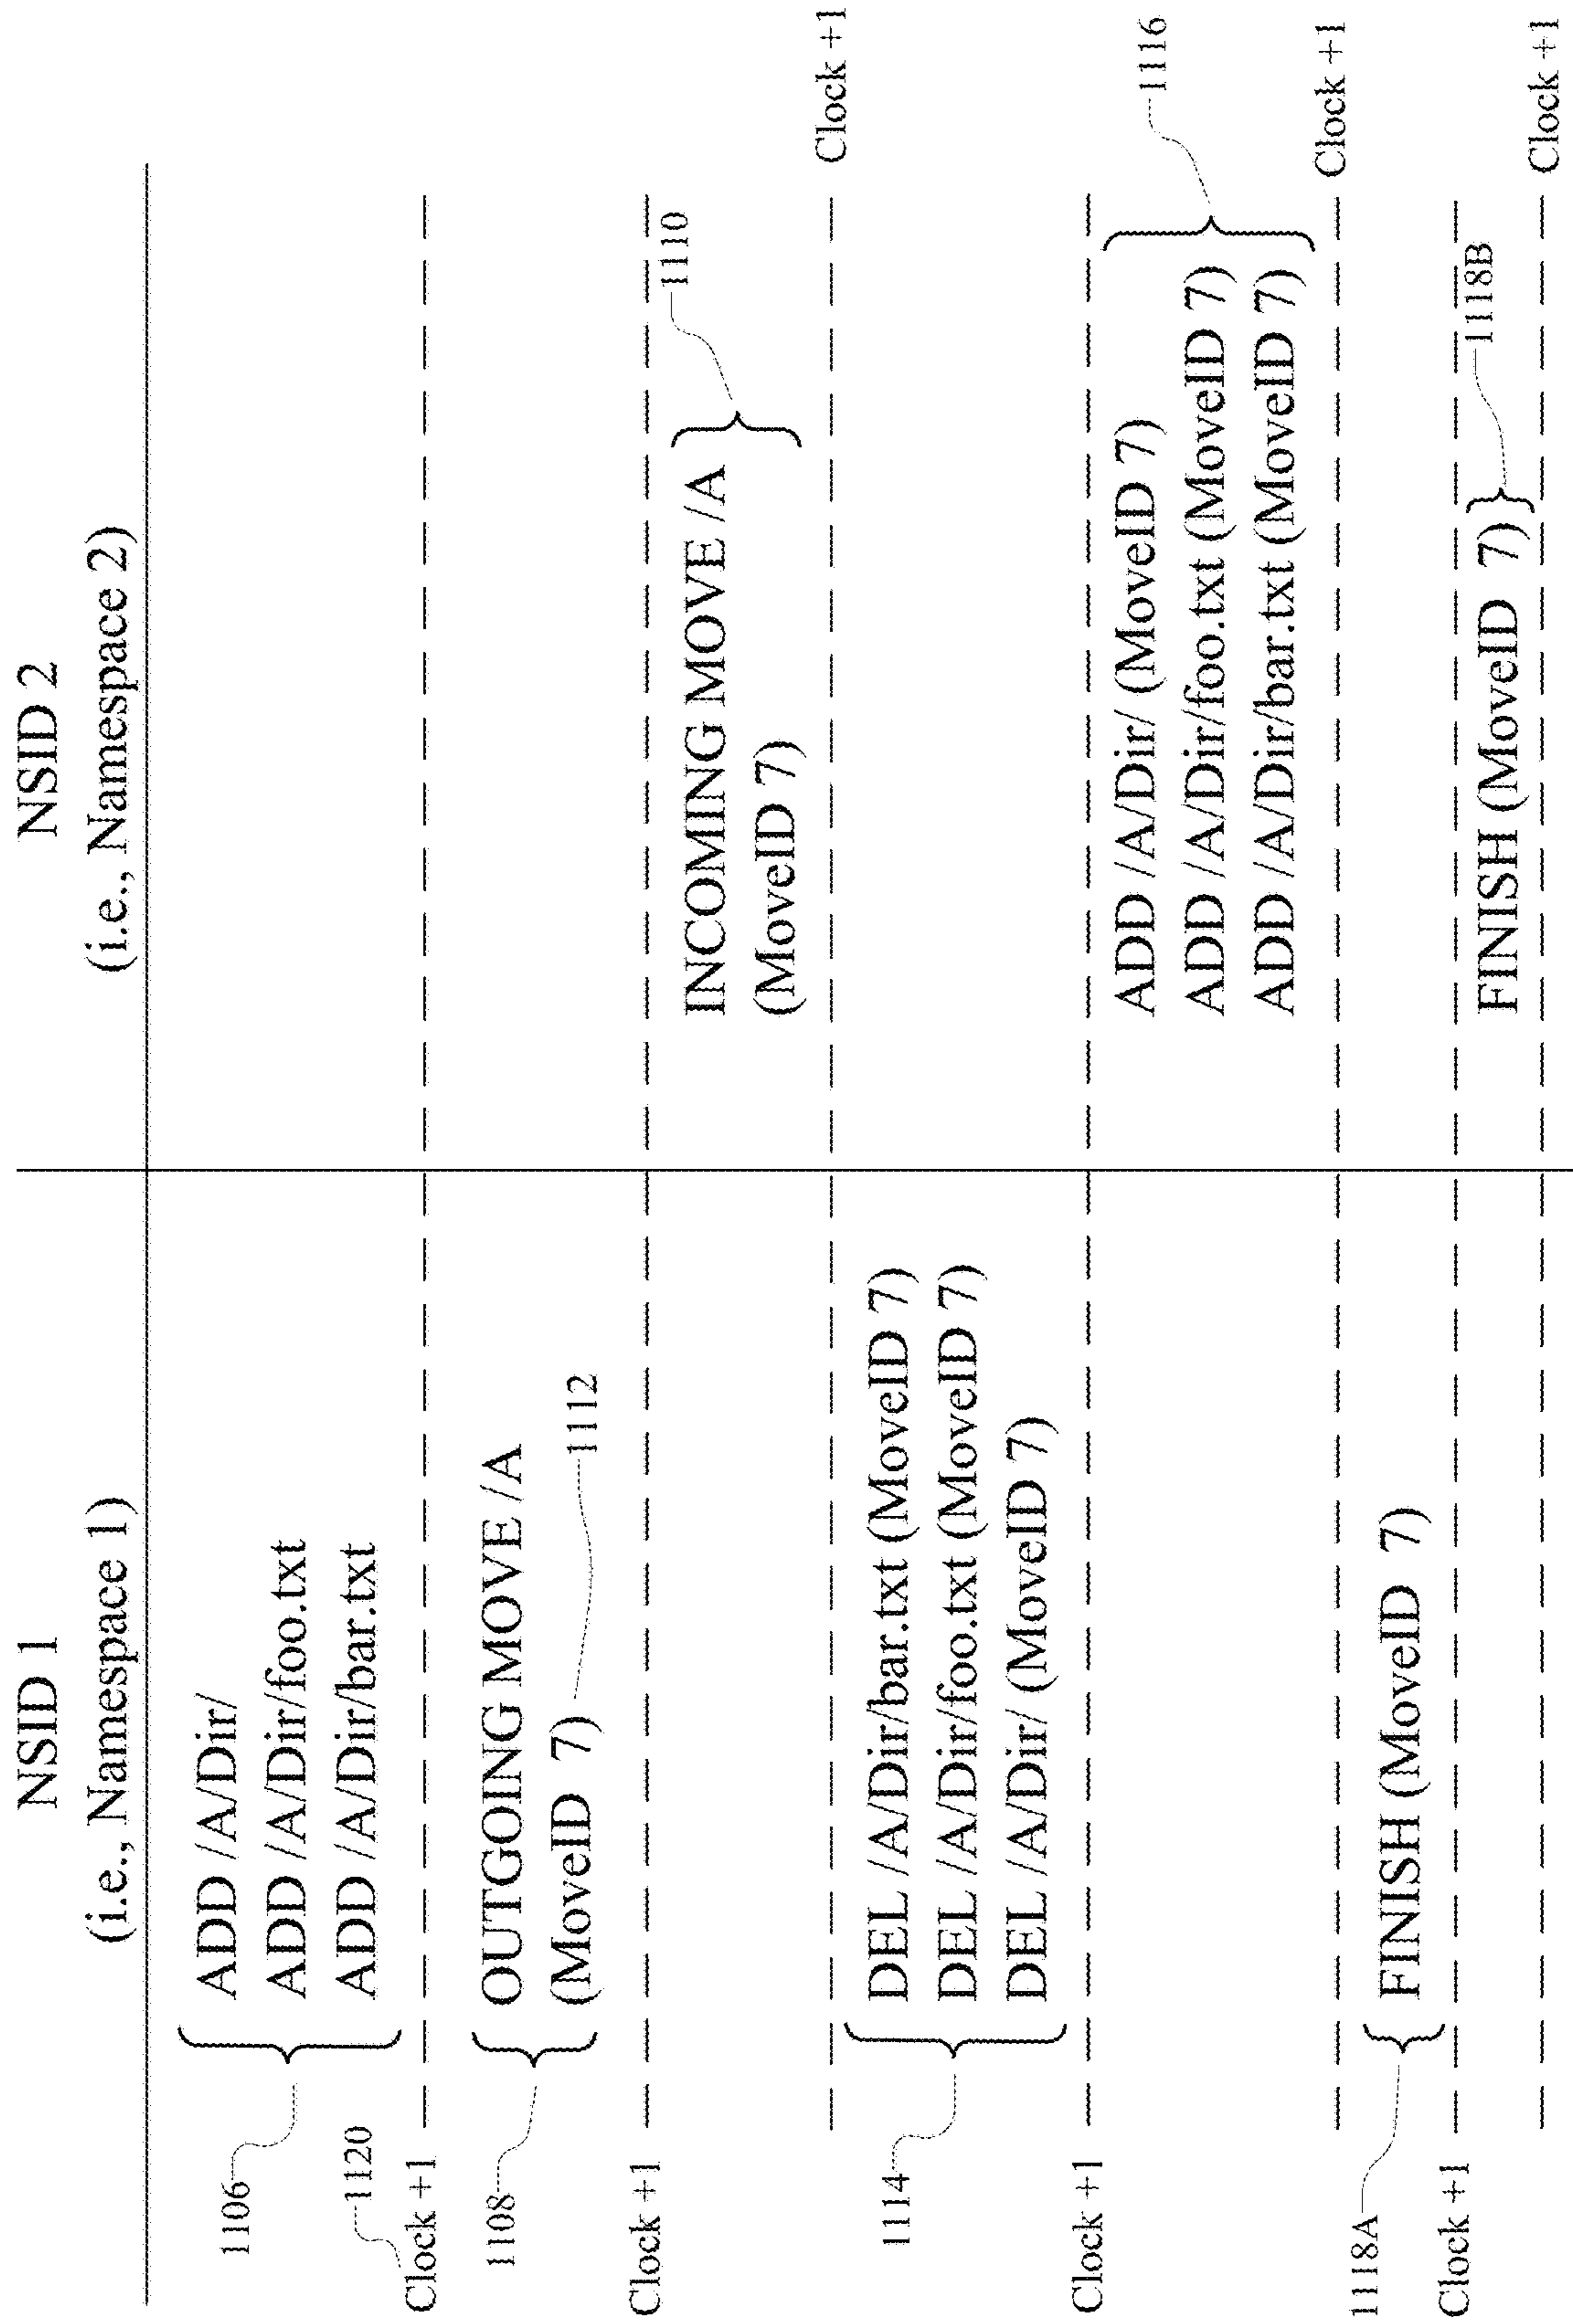 NSID 1
(i.e., Namespace 1)
NSID 2
(i.e., Namespace 2)
1106
ADD /A/Dir/
ADD /A/Dir/foo.txt
ADD /A/Dir/bar.txt
1120
Clock +1
1108
OUTGOING MOVE /A
(MoveID 7)
1112
Clock +1
INCOMING MOVE /A
(MoveID 7)
1110
Clock +1
1114
DEL /A/Dir/bar.txt (MoveID 7)
DEL /A/Dir/foo.txt (MoveID 7)
DEL /A/Dir/ (MoveID 7)
Clock +1
ADD /A/Dir/ (MoveID 7)
ADD /A/Dir/foo.txt (MoveID 7)
ADD /A/Dir/bar.txt (MoveID 7)
1116
Clock +1
1118A
FINISH (MoveID 7)
Clock +1
FINISH (MoveID 7)
1118B
Clock +1